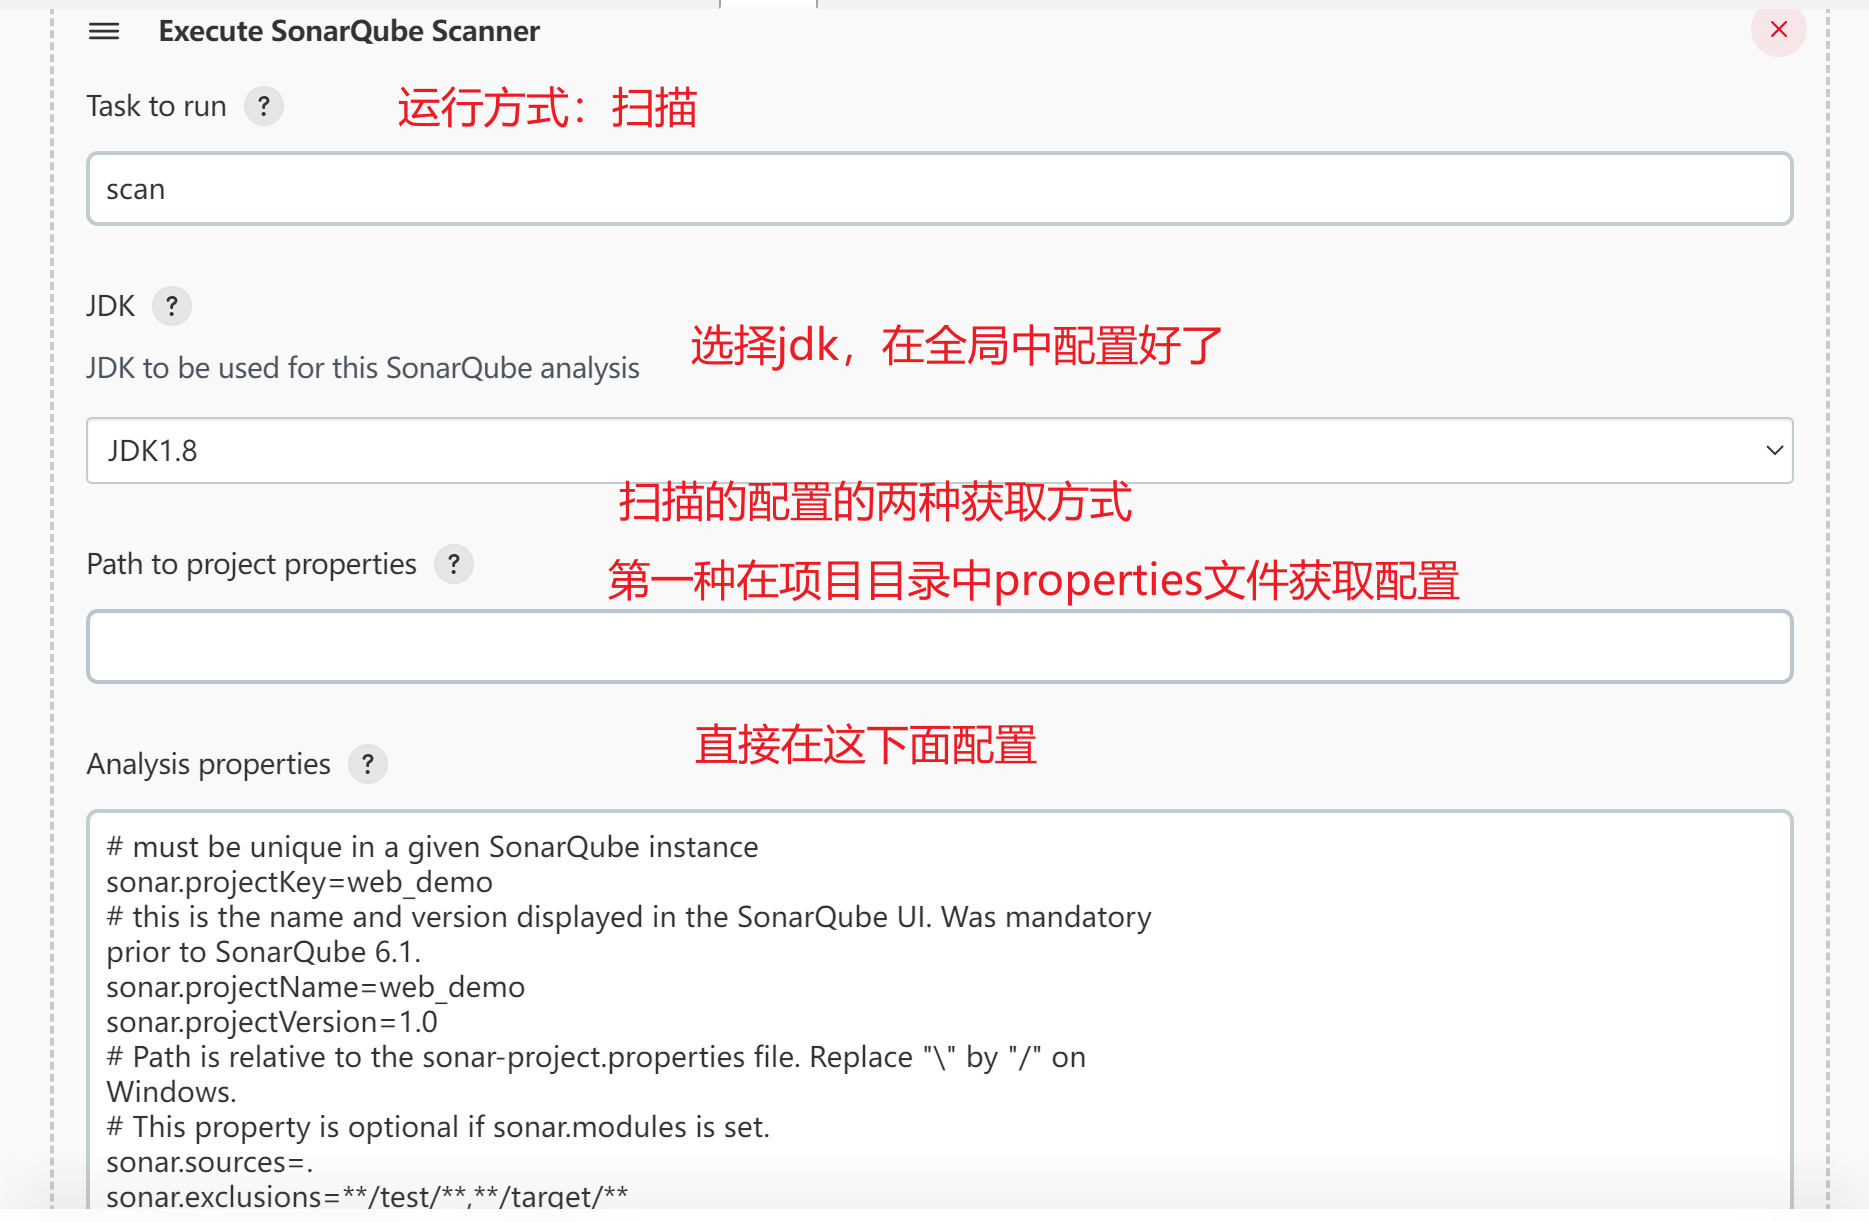 Execute SonarQube Scanner
Task to run ?
运行方式：扫描
scan
JDK ?
选择jdk，在全局中配置好了
JDK to be used for this SonarQube analysis
JDK1.8
扫描的配置的两种获取方式
Path to project properties ?
第一种在项目目录中properties文件获取配置
直接在这下面配置
Analysis properties ?
# must be unique in a given SonarQube instance
sonar.projectKey=web_demo
# this is the name and version displayed in the SonarQube UI. Was mandatory
prior to SonarQube 6.1.
sonar.projectName=web_demo
sonar.projectVersion=1.0
# Path is relative to the sonar-project.properties file. Replace "\" by "/" on
Windows.
# This property is optional if sonar.modules is set.
sonar.sources=.
sonar.exclusions=**/test/**,**/target/**